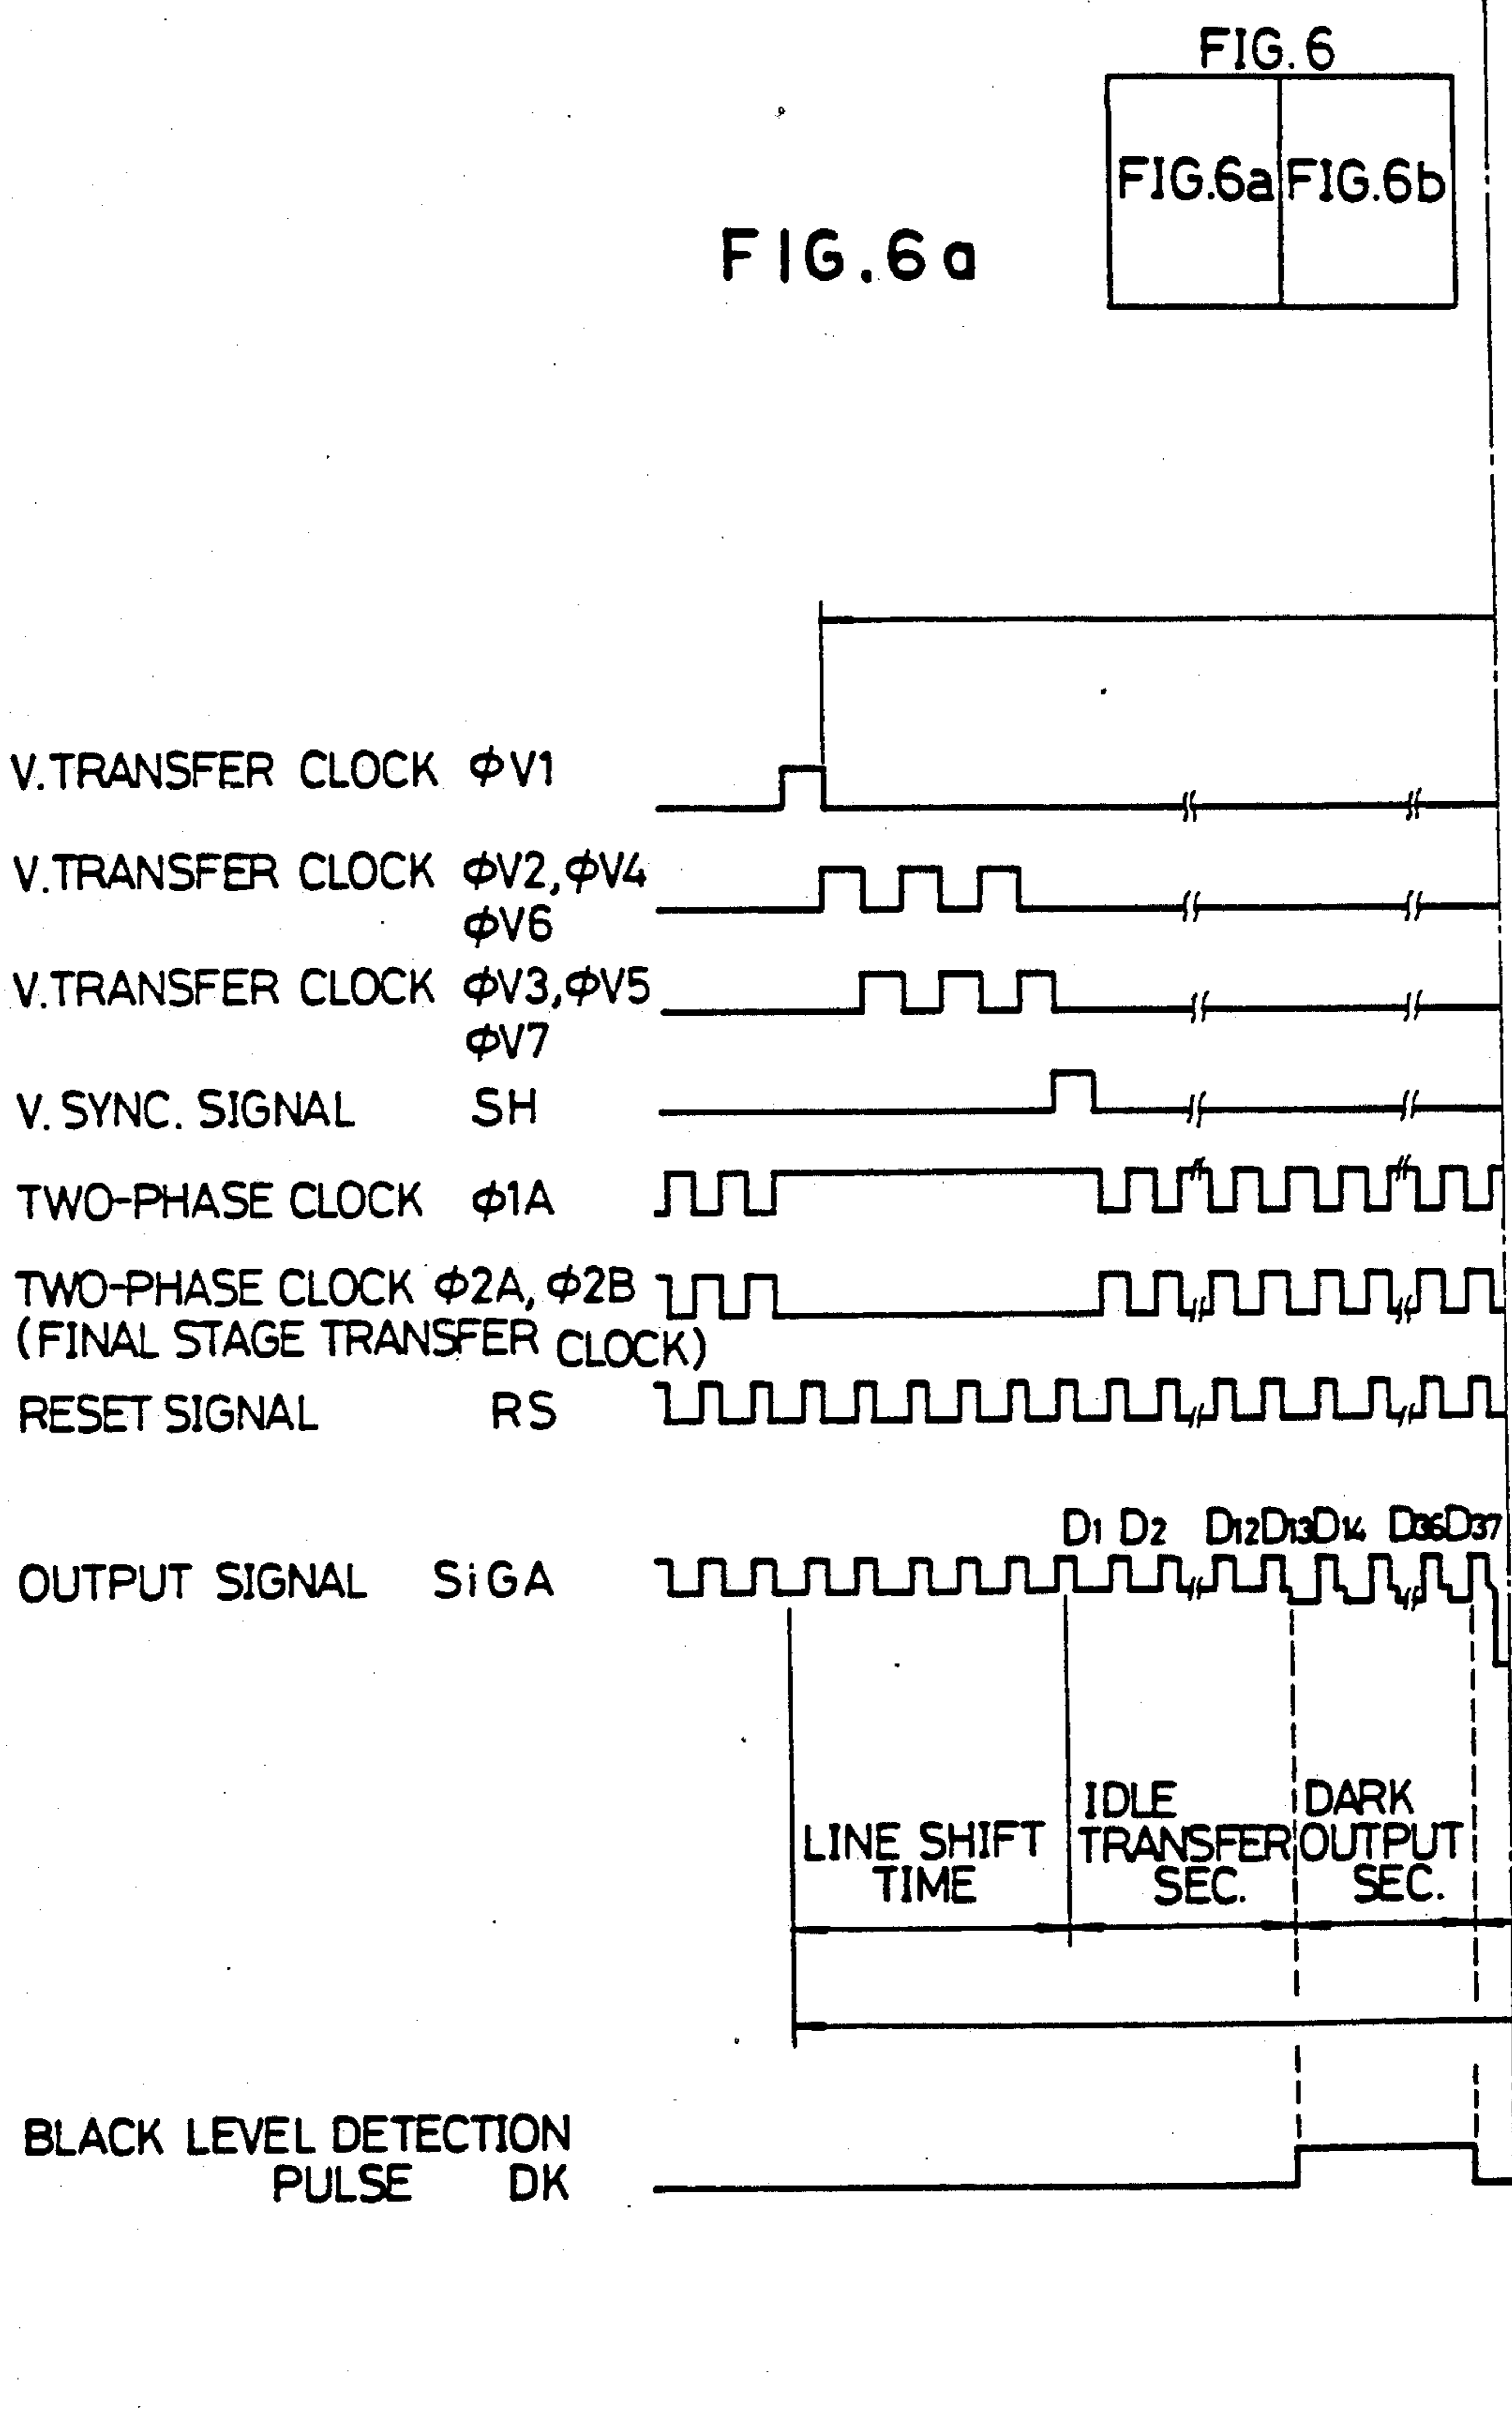 FIG. 6
FIG.6a FIG.6b
FIG.6a
V.TRANSFER CLOCK ΦV1
V.TRANSFER CLOCK ΦV2,ΦV4
ΦV6
V.TRANSFER CLOCK ΦV3,ΦV5
ΦV7
V. SYNC. SIGNAL SH
TWO-PHASE CLOCK Φ1A
TWO-PHASE CLOCK Φ2A, Φ2B
(FINAL STAGE TRANSFER CLOCK)
RESET SIGNAL RS
D1 D2 D12 D13 D14 D36 D37
OUTPUT SIGNAL SiGA
LINE SHIFT
TIME
IDLE
TRANSFER
SEC.
DARK
OUTPUT
SEC.
BLACK LEVEL DETECTION
PULSE DK